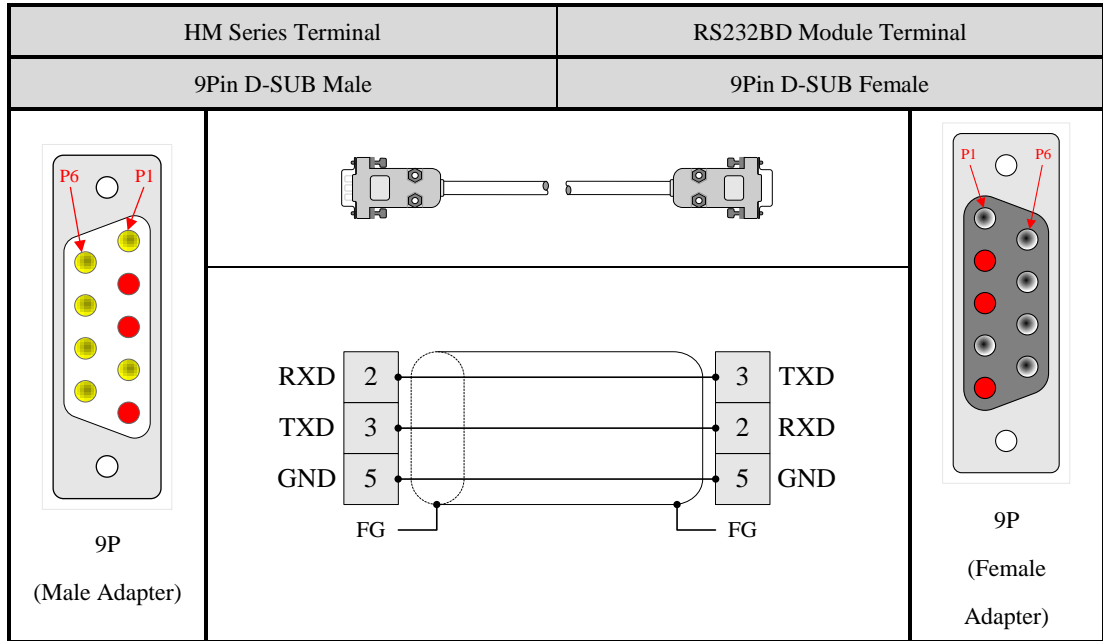 HM Series Terminal
RS232BD Module Terminal
9Pin D-SUB Male
9Pin D-SUB Female
P6 P1
9P
(Male Adapter)
RXD 2 3 TXD
TXD 3 2 RXD
GND 5 5 GND
FG FG
P1 P6
9P
(Female
Adapter)